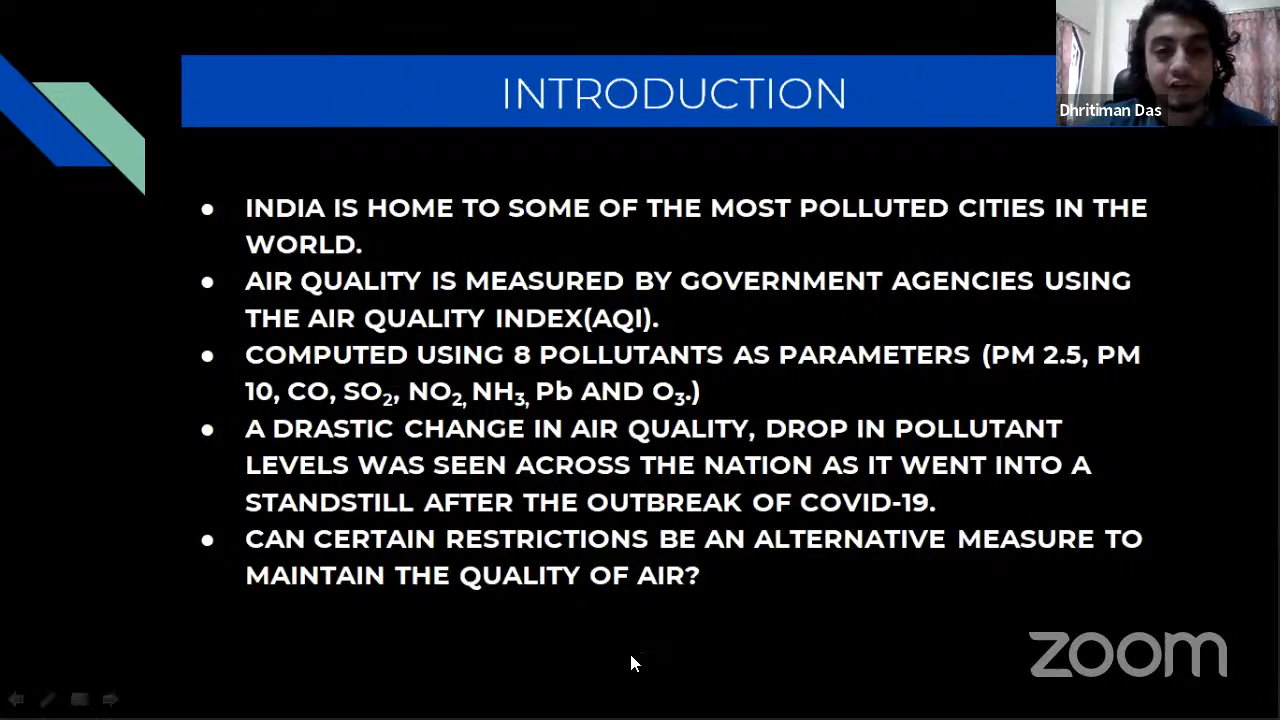 INTRODUCTION
Dhritiman Das
● INDIA IS HOME TO SOME OF THE MOST POLLUTED CITIES IN THE
WORLD.
● AIR QUALITY IS MEASURED BY GOVERNMENT AGENCIES USING
THE AIR QUALITY INDEX(AQI).
● COMPUTED USING 8 POLLUTANTS AS PARAMETERS (PM 2.5, PM
10, CO, SO₂, NO₂, NH₃, Pb AND O₃.)
● A DRASTIC CHANGE IN AIR QUALITY, DROP IN POLLUTANT
LEVELS WAS SEEN ACROSS THE NATION AS IT WENT INTO A
STANDSTILL AFTER THE OUTBREAK OF COVID-19.
● CAN CERTAIN RESTRICTIONS BE AN ALTERNATIVE MEASURE TO
MAINTAIN THE QUALITY OF AIR?
zoom